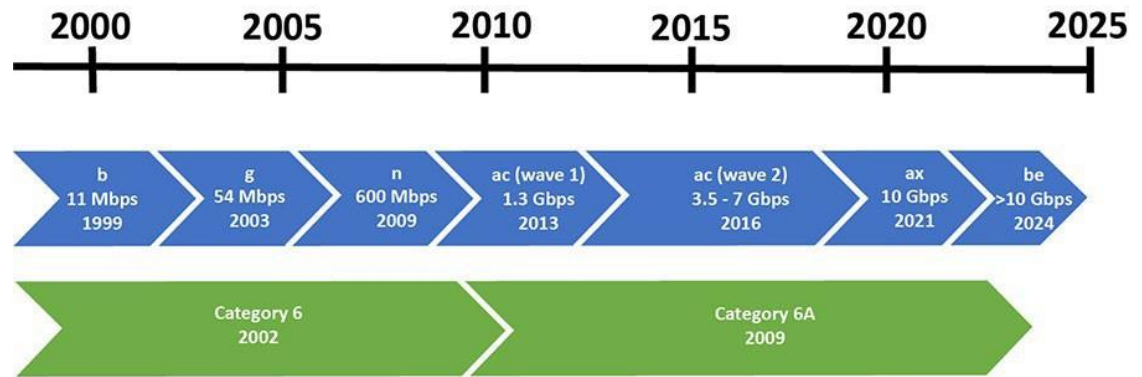 2000 2005 2010 2015 2020 2025
b
11 Mbps
1999
g
54 Mbps
2003
n
600 Mbps
2009
ac (wave 1)
1.3 Gbps
2013
ac (wave 2)
3.5 - 7 Gbps
2016
ax
10 Gbps
2021
be
>10 Gbps
2024
Category 6
2002
Category 6A
2009